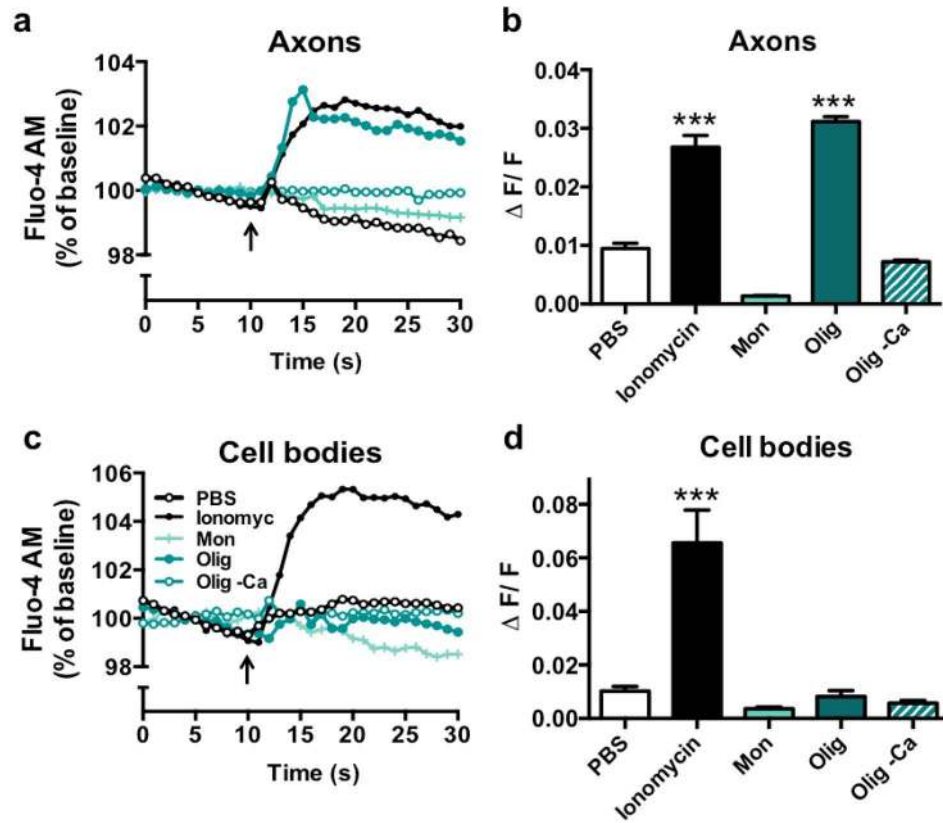 a
Axons
Fluo-4 AM
(% of baseline)
104
102
100
98
0 5 10 15 20 25 30
Time (s)
b
Axons
Δ F/ F
0.04
0.03
0.02
0.01
0.00
***
***
PBS
Ionomycin
Mon
Olig
Olig -Ca
c
Cell bodies
Fluo-4 AM
(% of baseline)
106
104
102
100
98
PBS
Ionomyc
Mon
Olig
Olig -Ca
0 5 10 15 20 25 30
Time (s)
d
Cell bodies
Δ F/ F
0.08
0.06
0.04
0.02
0.00
***
PBS
Ionomycin
Mon
Olig
Olig -Ca